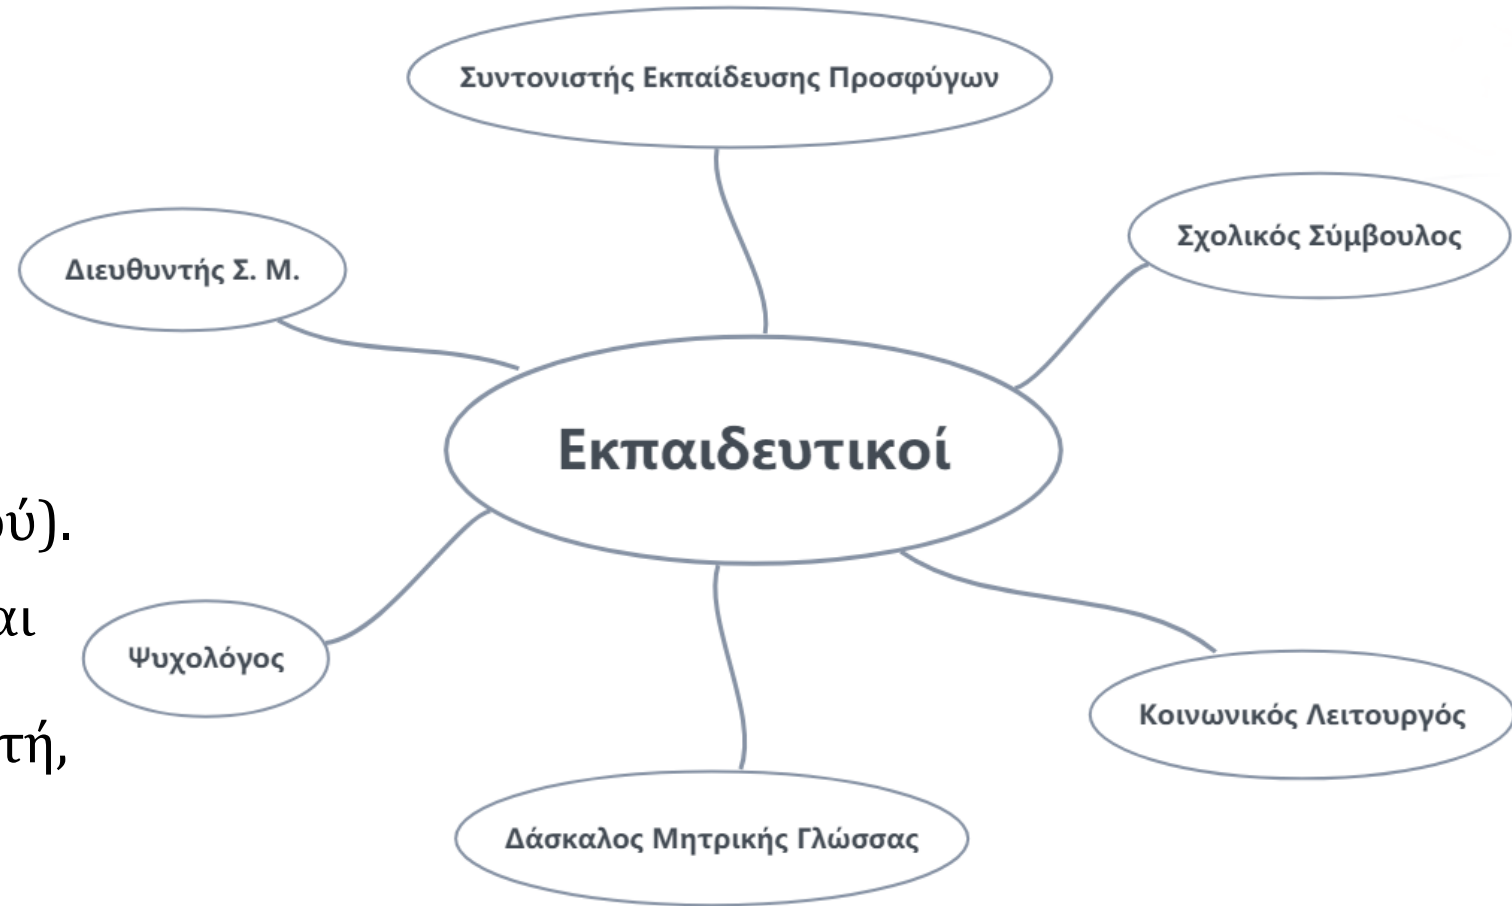 Συντονιστής Εκπαίδευσης Προσφύγων
Σχολικός Σύμβουλος
Διευθυντής Σ. Μ.
Εκπαιδευτικοί
Ψυχολόγος
Κοινωνικός Λειτουργός
Δάσκαλος Μητρικής Γλώσσας
ού).
αι
τή,